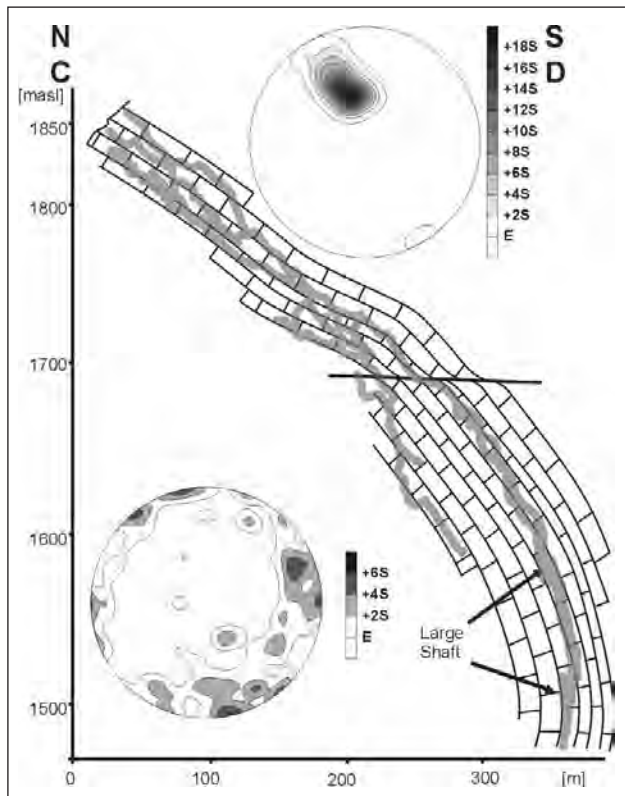 N
C
S
D
[masl]
+18S
+16S
+14S
+12S
+10S
+8S
+6S
+4S
+2S
E
1850
1800
1700
1600
1500
+6S
+4S
+2S
E
Large
Shaft
0
100
200
300
[m]